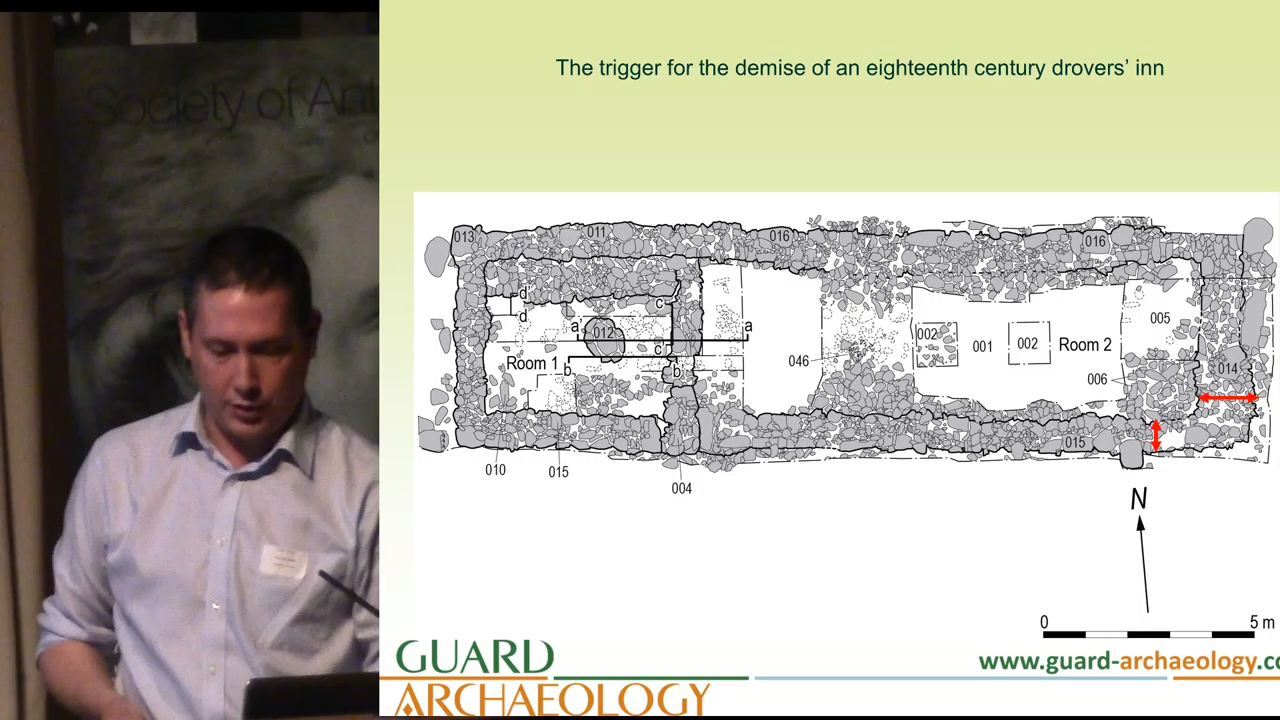 Society of Ant
The trigger for the demise of an eighteenth century drovers’ inn
013
011
016
016
d'
d
c'
a'
012
a
c
Room 1
b'
b
046
002
001
002
Room 2
005
006
014
015
010
015
004
N
0
5 m
GUARD
ARCHAEOLOGY
www.guard-archaeology.co